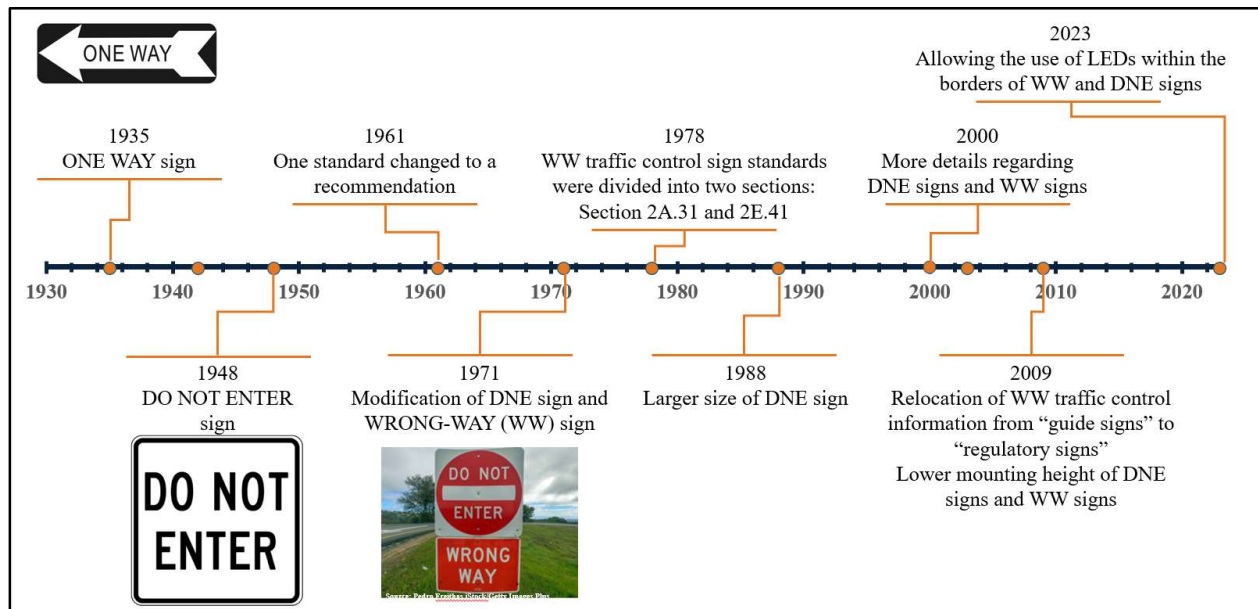 ONE WAY
2023
Allowing the use of LEDs within the
borders of WW and DNE signs
1935
ONE WAY sign
1961
One standard changed to a
recommendation
1978
WW traffic control sign standards
were divided into two sections:
Section 2A.31 and 2E.41
2000
More details regarding
DNE signs and WW signs
1930
1940
1950
1960
1970
1980
1990
2000
2010
2020
1948
DO NOT ENTER
sign
DO NOT
ENTER
1971
Modification of DNE sign and
WRONG-WAY (WW) sign
DO NOT
ENTER
WRONG
WAY
1988
Larger size of DNE sign
2009
Relocation of WW traffic control
information from “guide signs” to
“regulatory signs”
Lower mounting height of DNE
signs and WW signs